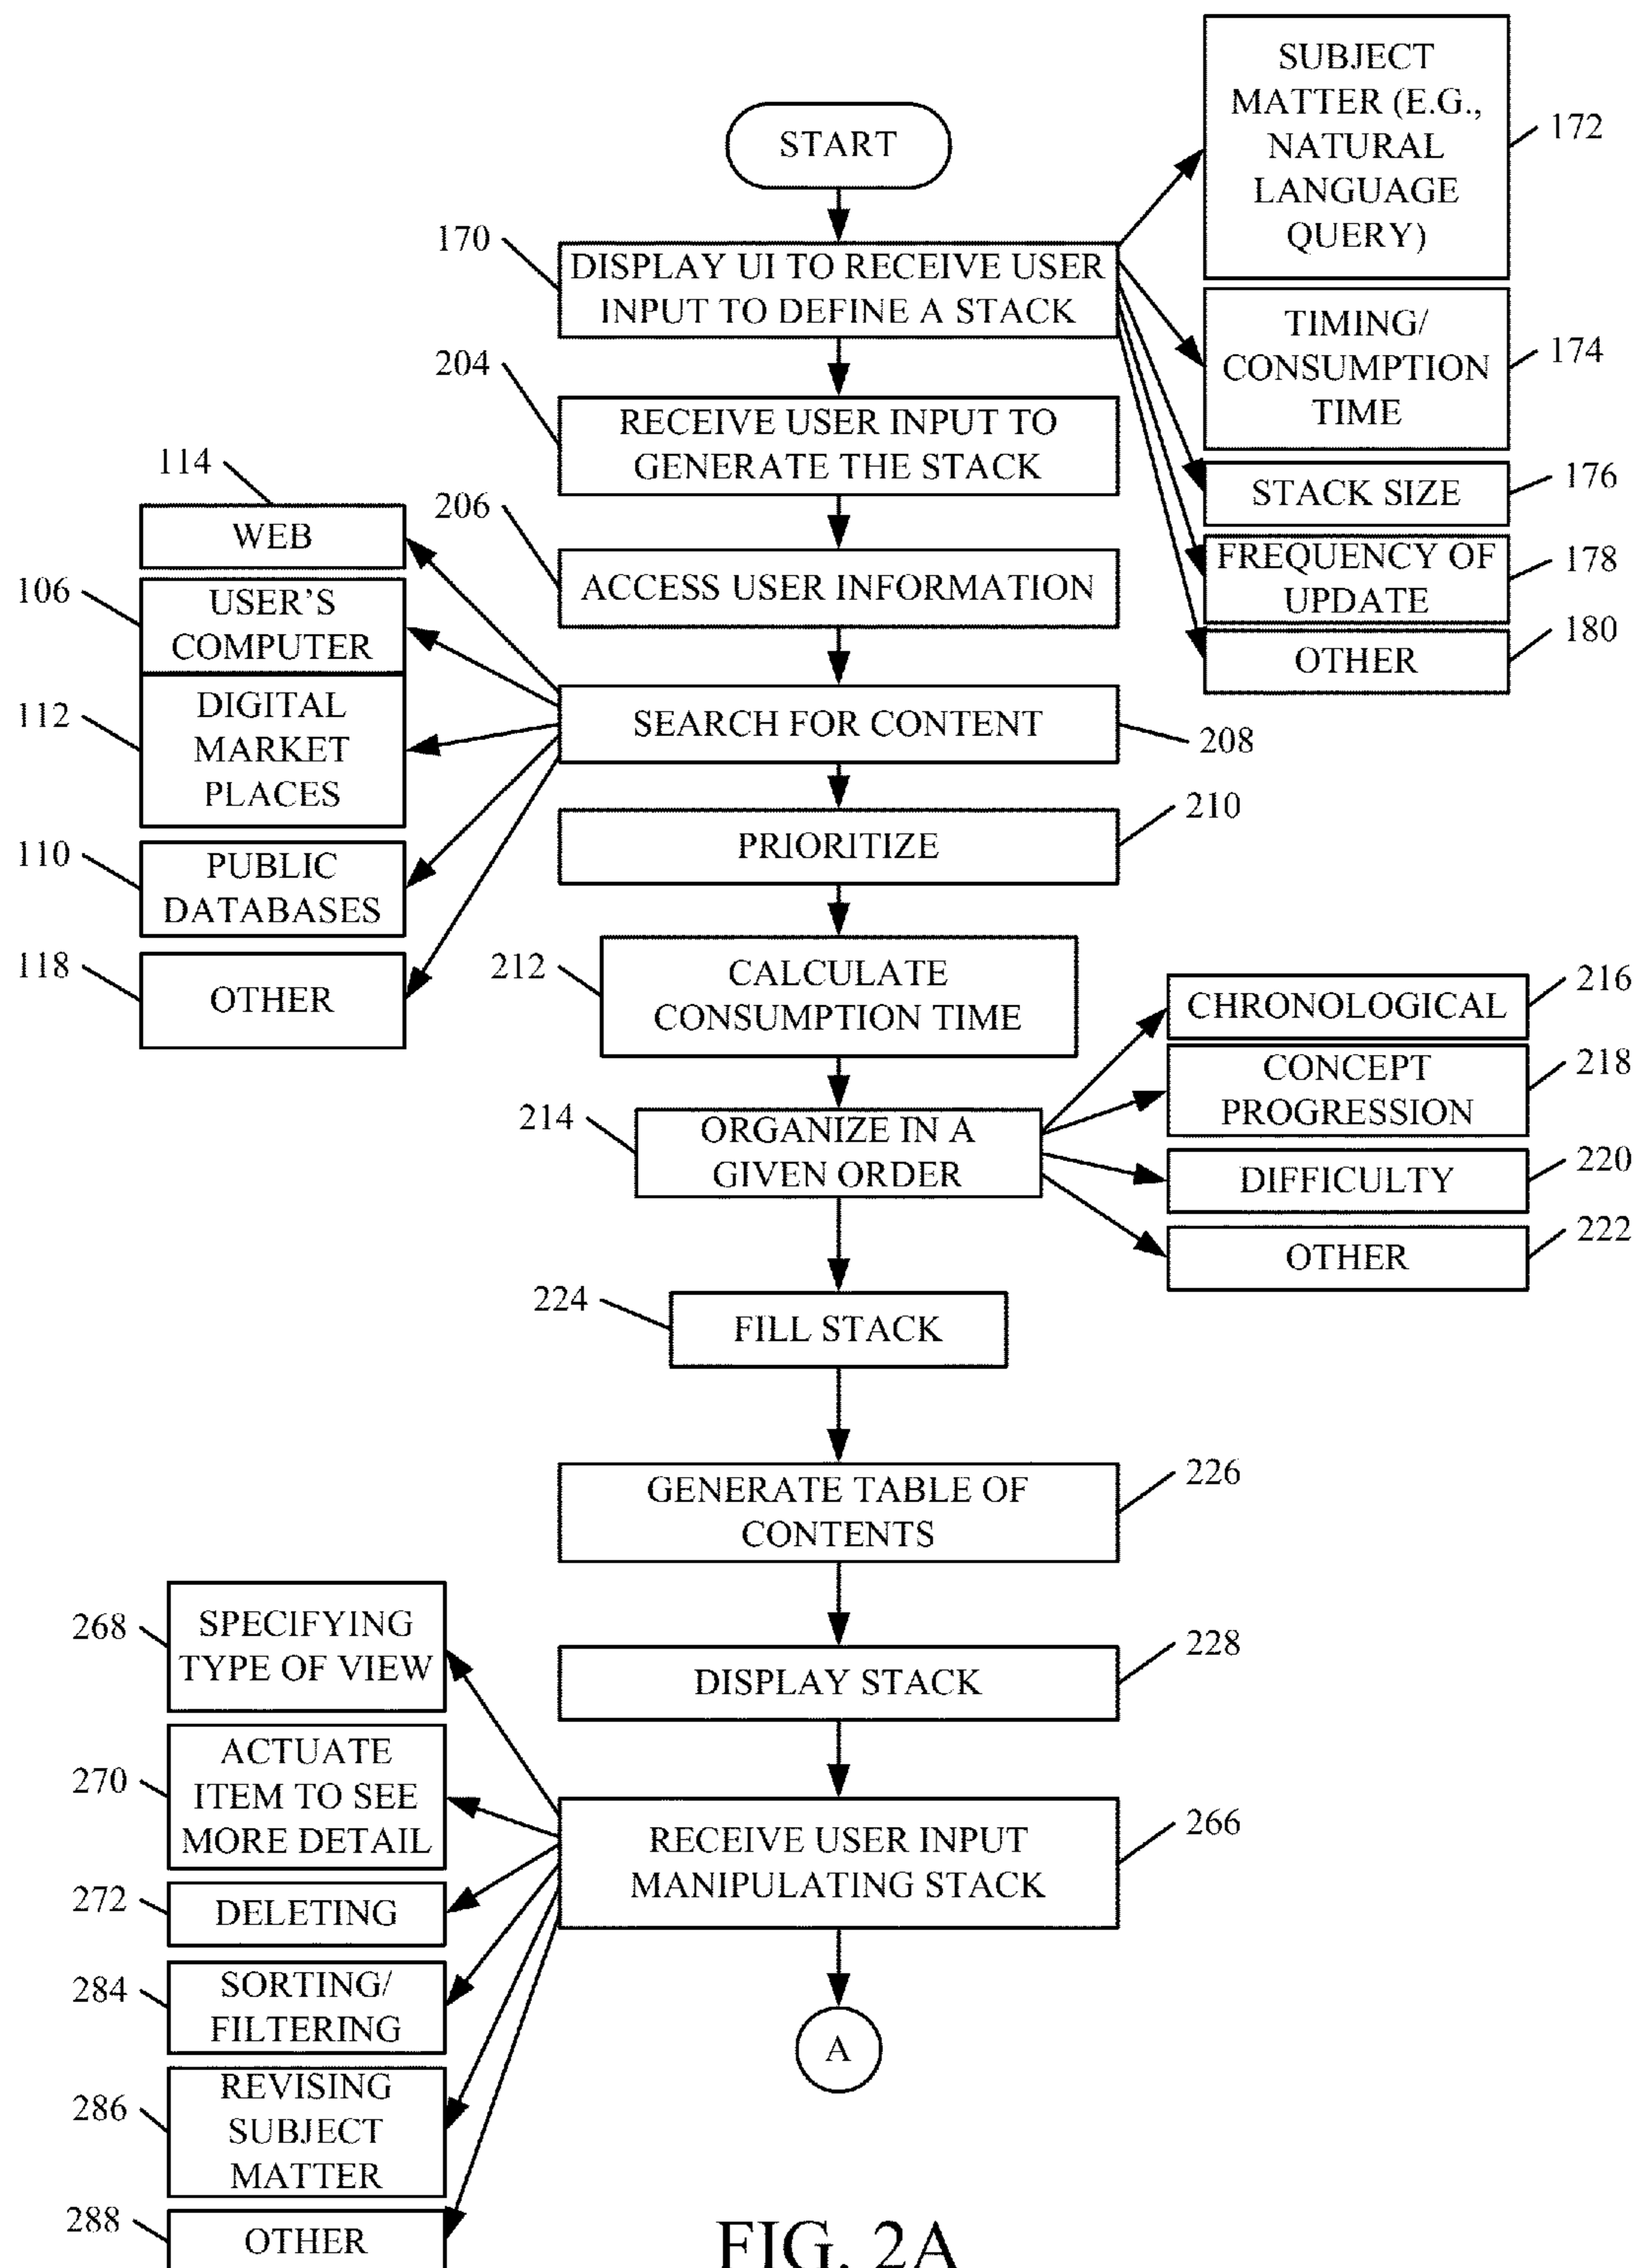 START
SUBJECT
MATTER (E.G.,
NATURAL
LANGUAGE
QUERY)
172
170
DISPLAY UI TO RECEIVE USER
INPUT TO DEFINE A STACK
TIMING/
CONSUMPTION
TIME
174
204
RECEIVE USER INPUT TO
GENERATE THE STACK
STACK SIZE
176
114
WEB
206
ACCESS USER INFORMATION
FREQUENCY OF
UPDATE
178
106
USER'S
COMPUTER
OTHER
180
112
DIGITAL
MARKET
PLACES
SEARCH FOR CONTENT
208
PRIORITIZE
210
110
PUBLIC
DATABASES
118
OTHER
212
CALCULATE
CONSUMPTION TIME
CHRONOLOGICAL
216
CONCEPT
PROGRESSION
218
214
ORGANIZE IN A
GIVEN ORDER
DIFFICULTY
220
OTHER
222
224
FILL STACK
GENERATE TABLE OF
CONTENTS
226
268
SPECIFYING
TYPE OF VIEW
DISPLAY STACK
228
270
ACTUATE
ITEM TO SEE
MORE DETAIL
RECEIVE USER INPUT
MANIPULATING STACK
266
272
DELETING
284
SORTING/
FILTERING
A
286
REVISING
SUBJECT
MATTER
288
OTHER
FIG. 2A